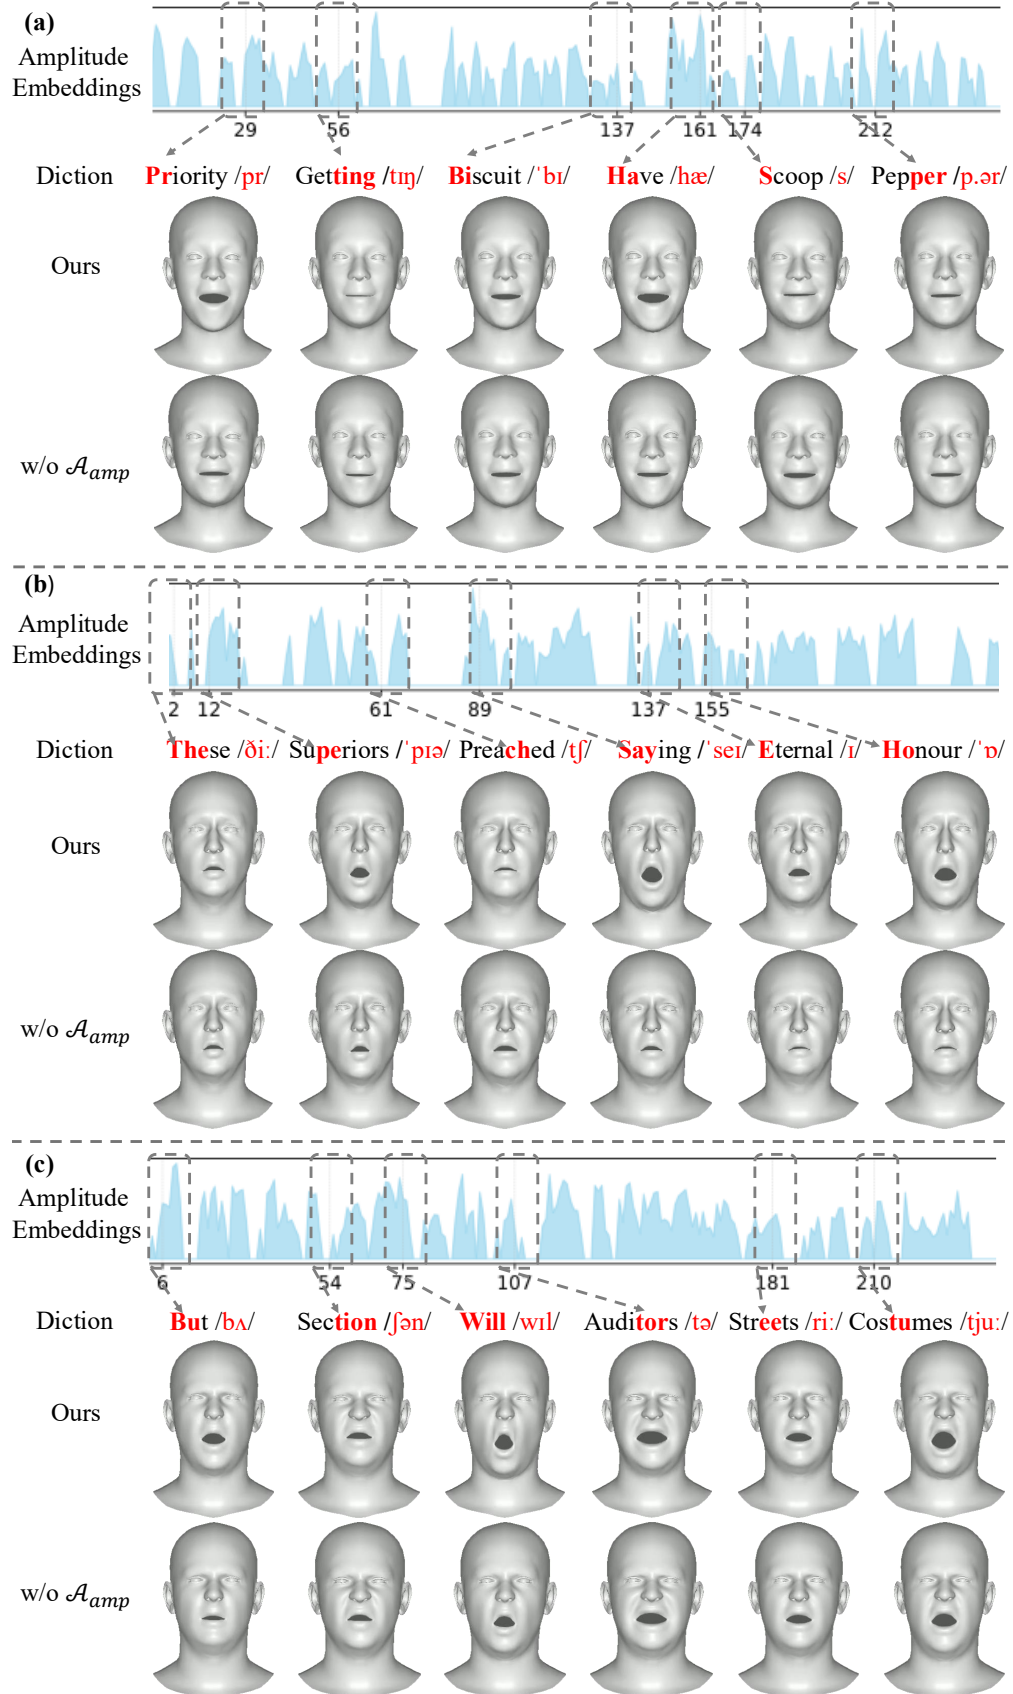 (a)
Amplitude
Embeddings
29 56 137 161 174 212
Diction Priority /pr/ Getting /tɪŋ/ Biscuit /ˈbɪ/ Have /hæ/ Scoop /s/ Pepper /p.ər/
Ours
w/o 𝒜amp
(b)
Amplitude
Embeddings
2 12 61 89 137 155
Diction These /ðiː/ Superiors /ˈpɪə/ Preached /tʃ/ Saying /ˈseɪ/ Eternal /ɪ/ Honour /ˈɒ/
Ours
w/o 𝒜amp
(c)
Amplitude
Embeddings
6 54 75 107 181 210
Diction But /bʌ/ Section /ʃən/ Will /wɪl/ Auditors /tə/ Streets /riː/ Costumes /tjuː/
Ours
w/o 𝒜amp